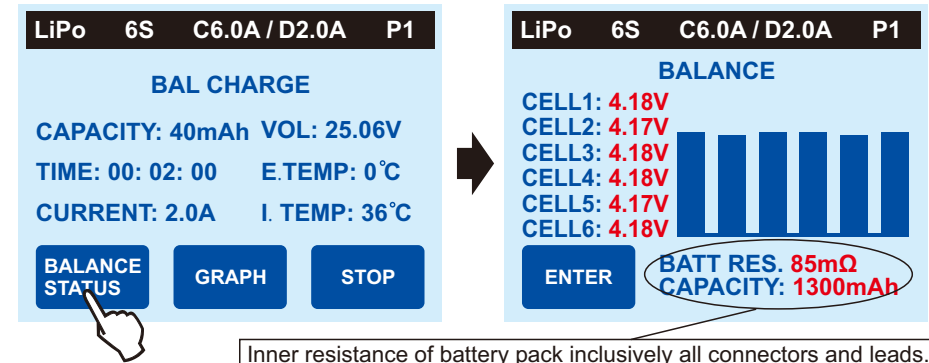 LiPo 6S C6.0A / D2.0A P1
BAL CHARGE
CAPACITY: 40mAh VOL: 25.06V
TIME: 00: 02: 00 E.TEMP: 0℃
CURRENT: 2.0A I. TEMP: 36℃
BALANCE
STATUS
GRAPH
STOP
LiPo 6S C6.0A / D2.0A P1
BALANCE
CELL1: 4.18V
CELL2: 4.17V
CELL3: 4.18V
CELL4: 4.18V
CELL5: 4.17V
CELL6: 4.18V
ENTER
BATT RES. 85mΩ
CAPACITY: 1300mAh
Inner resistance of battery pack inclusively all connectors and leads.